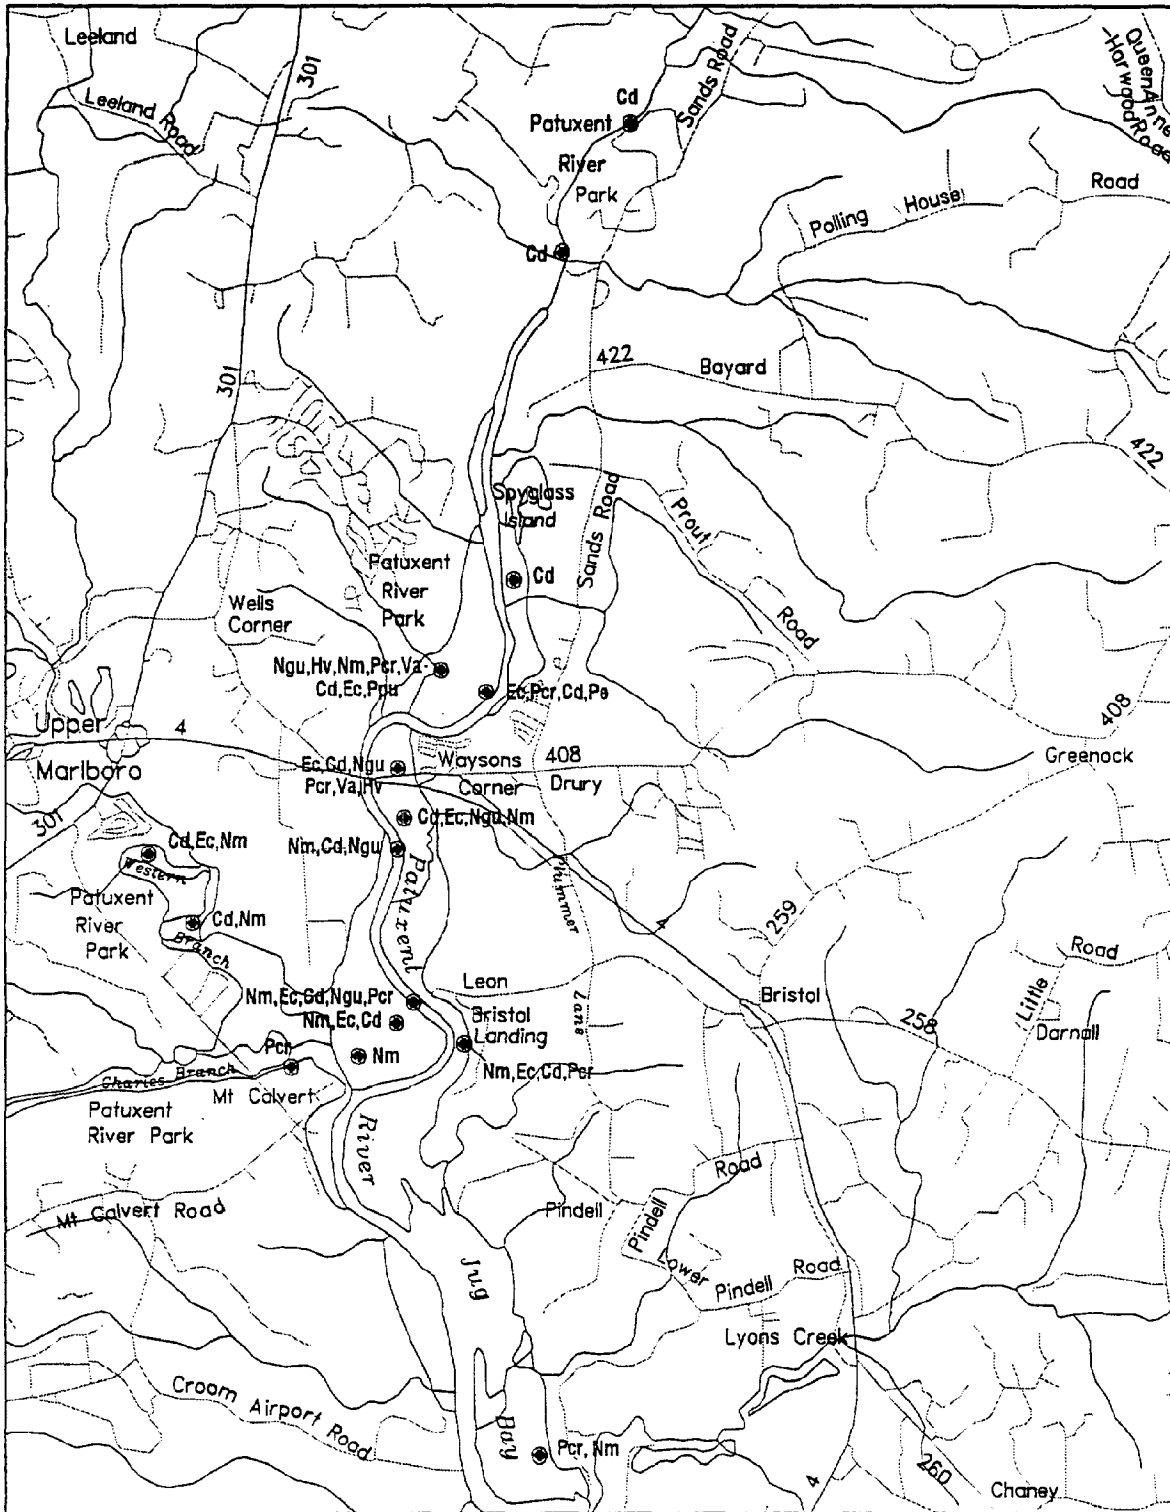 Leeland
301
Leeland Road
Sands Road
Queen Anne
Harwood Road
Cd
Patuxent
River
Park
Polling House Road
Cd
422
Bayard
301
422
Spyglass
Island
Sands Road
Prout
Road
Cd
Patuxent
River
Park
Wells
Corner
Ngu,Hv,Nm,Pcr,Va
Cd,Ec,Ppu
Ec,Pcr,Cd,Pe
408
Upper
Marlboro
4
Ec,Cd,Ngu
Pcr,Va,Hv
Waysons
Corner
408
Drury
Greenock
301
Cd,Ec,Ngu,Nm
Nm,Cd,Ngu
Cd,Ec,Nm
Western
Branch
Patuxent
River
Park
Cd,Nm
Patuxent
Plummer
Lane
4
259
Road
Little
Darnall
Leon
Bristol
258
Nm,Ec,Cd,Ngu,Pcr
Nm,Ec,Cd
Bristol
Landing
Nm
Nm,Ec,Cd,Pcr
Pcr
Charles Branch
Mt Calvert
Patuxent
River Park
River
Mt Calvert Road
Pindell
Pindell
Road
Lower
Pindell
Road
Jug
Bay
Lyons Creek
Croom Airport Road
Pcr,Nm
4
260
Chaney